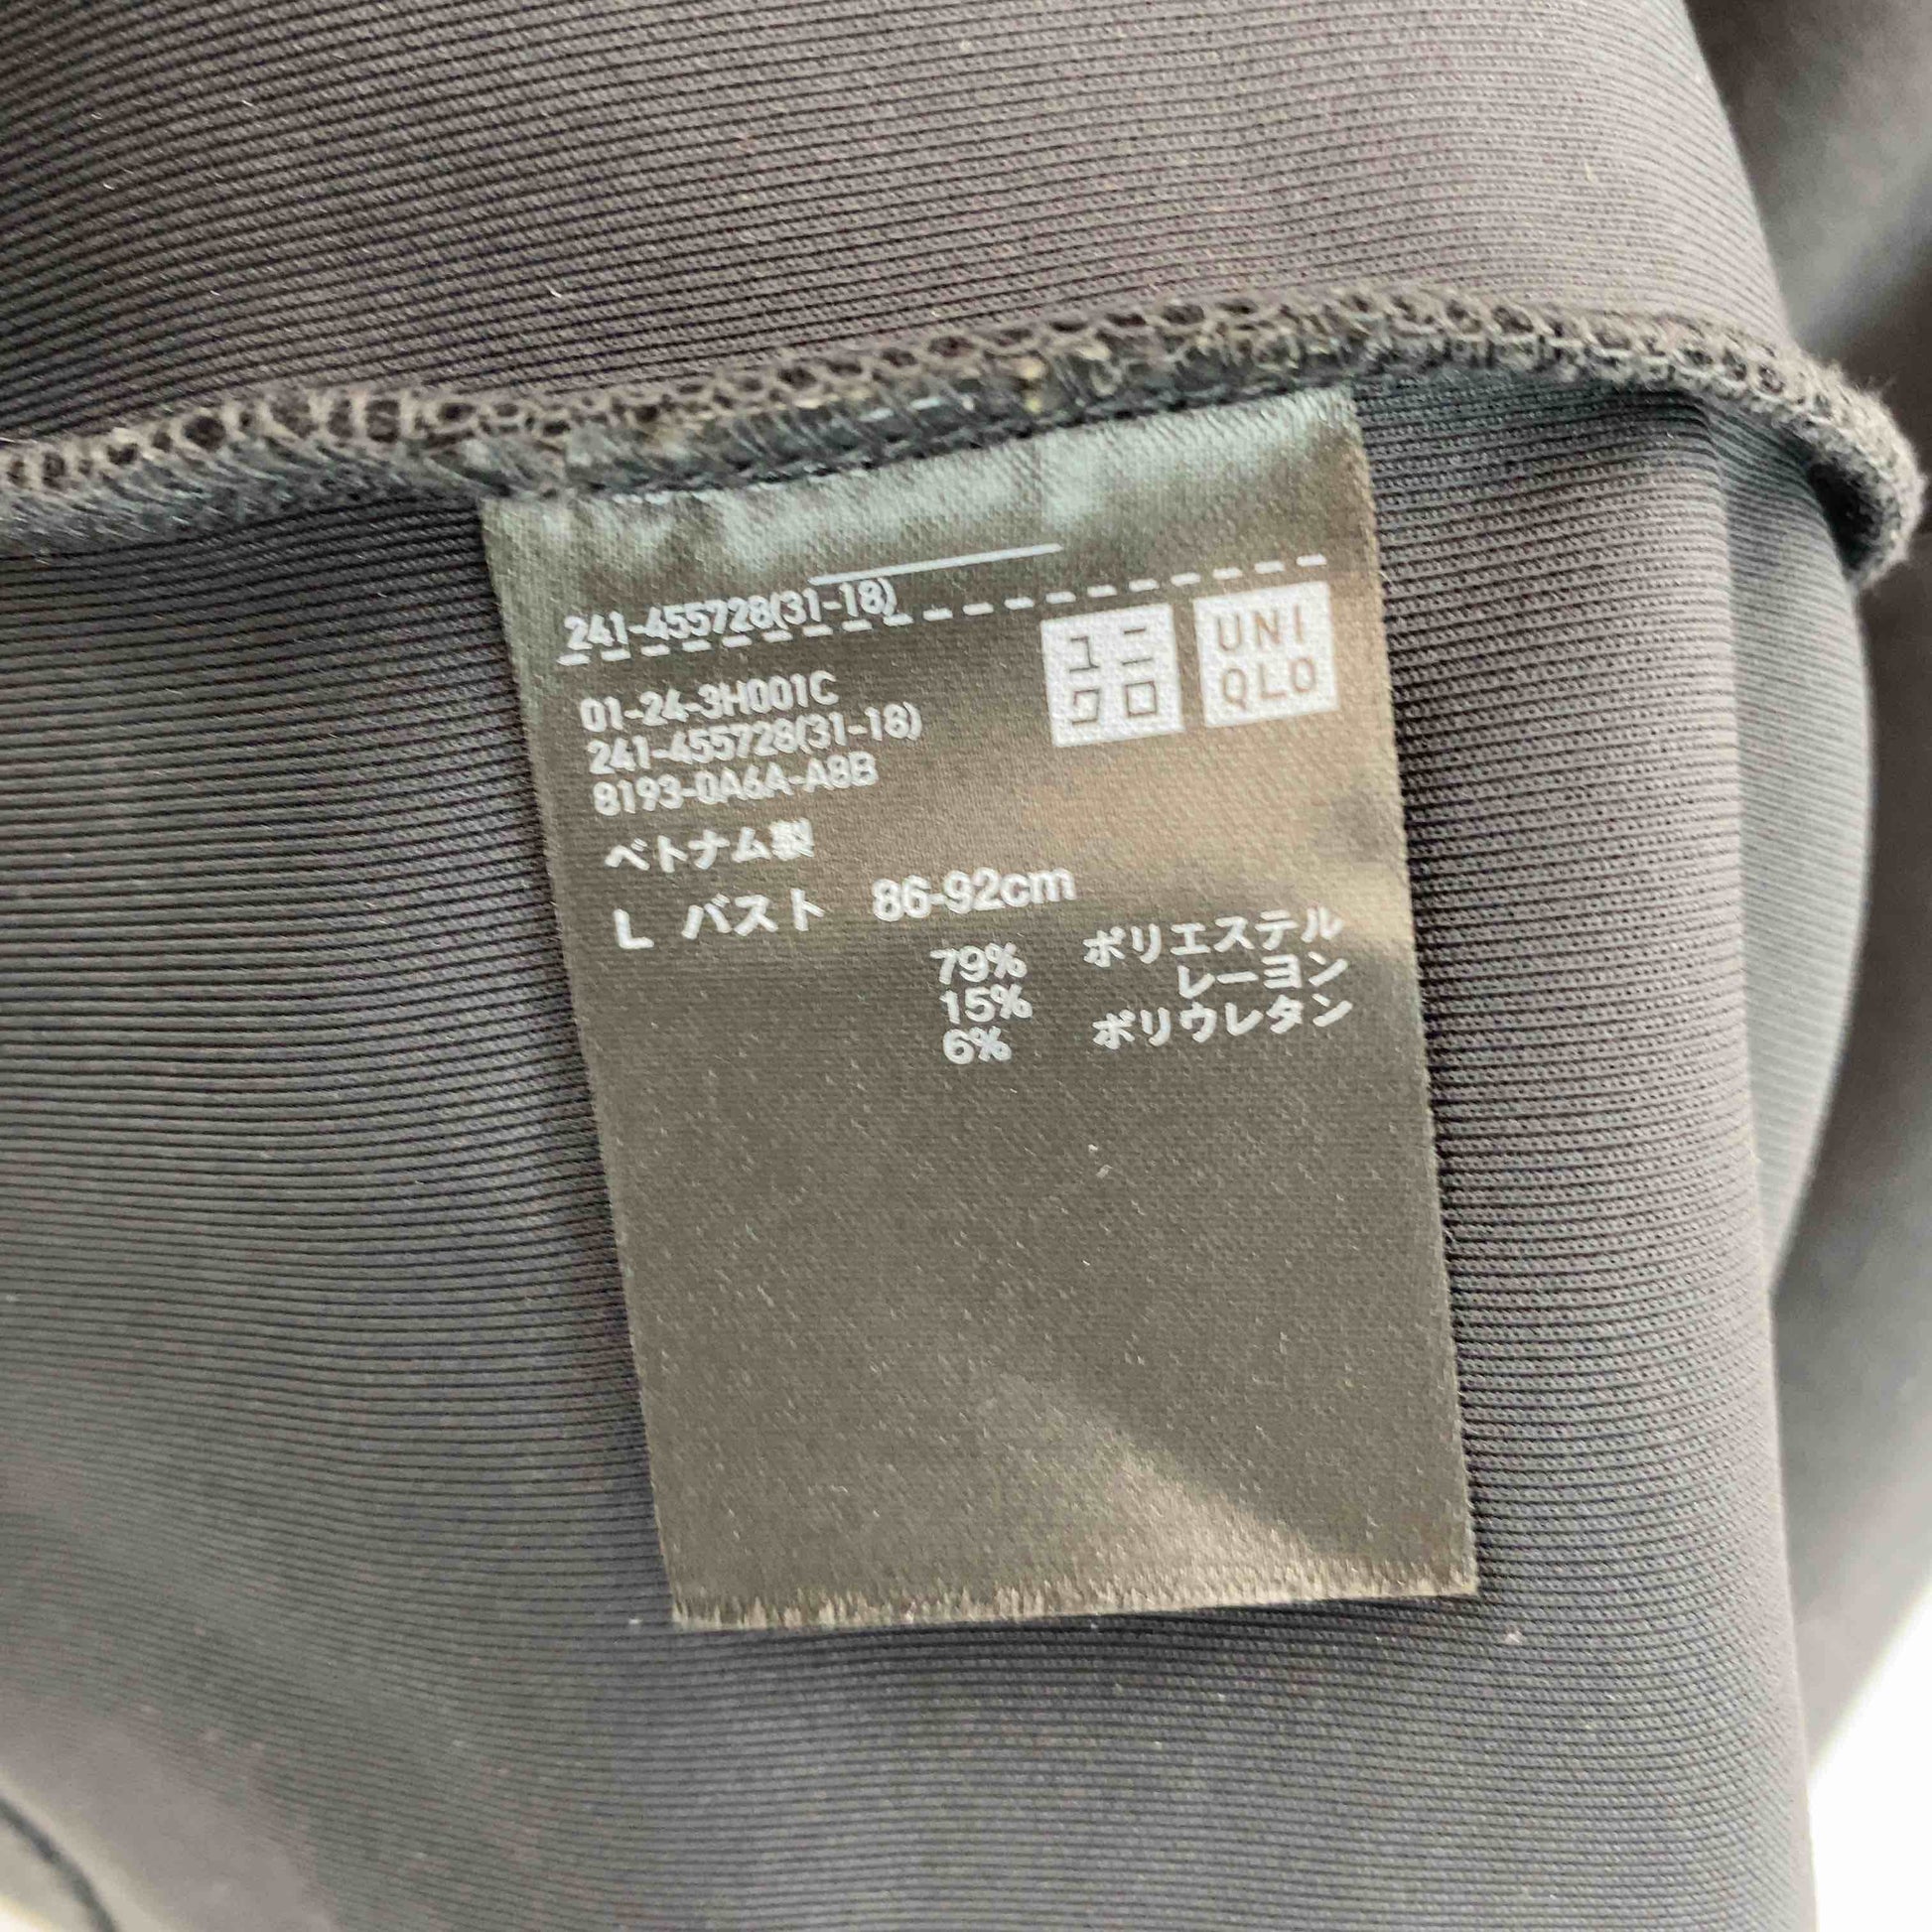 241-455728(31-18)
ユニ
クロ
UNI
QLO
01-24-3H001C
241-455728(31-18)
8193-0A6A-A8B
ベトナム製
L バスト 86-92cm
79% ポリエステル
15% レーヨン
6% ポリウレタン